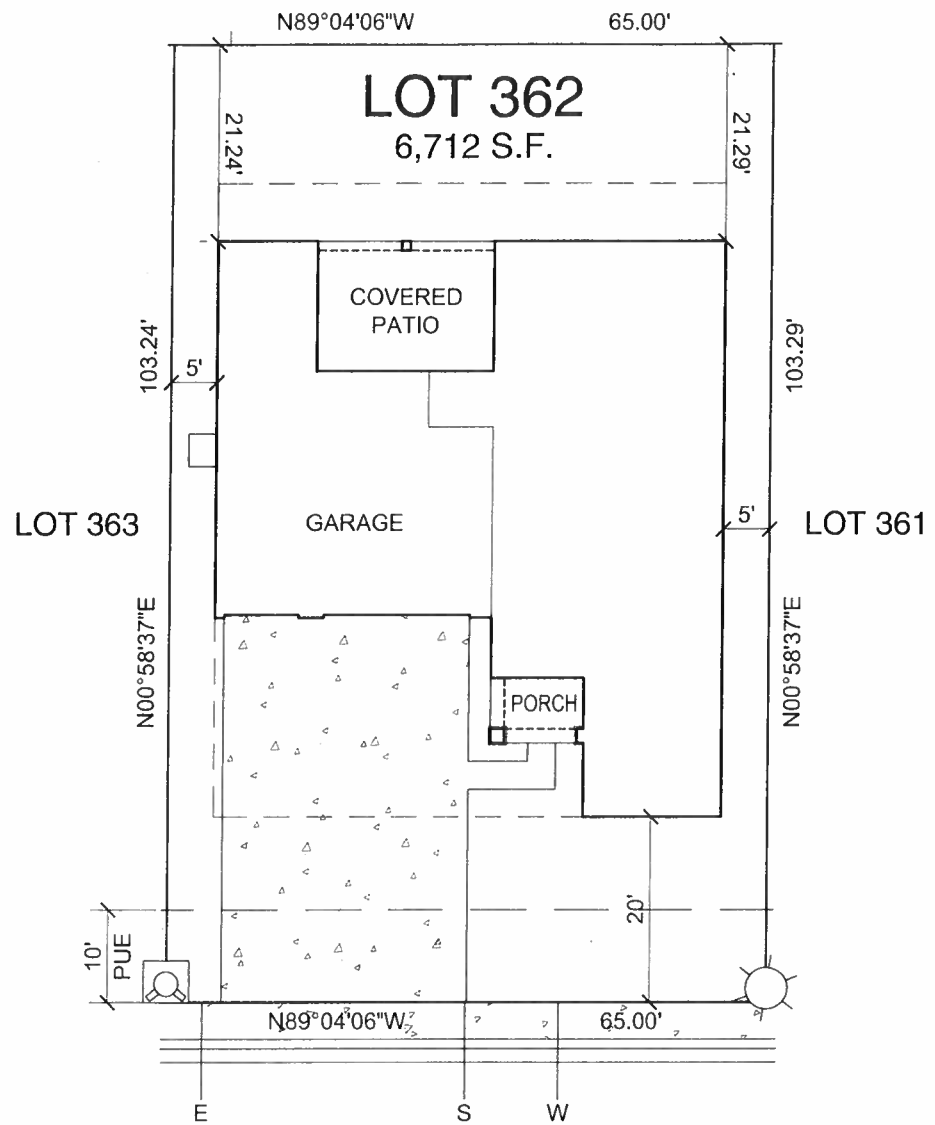 N89°04'06"W 65.00'
LOT 362
6,712 S.F.
21.24'
21.29'
COVERED
PATIO
103.24'
103.29'
5'
GARAGE
LOT 363
5'
LOT 361
N00°58'37"E
N00°58'37"E
PORCH
20'
10'
PUE
N89°04'06"W 65.00'
E S W